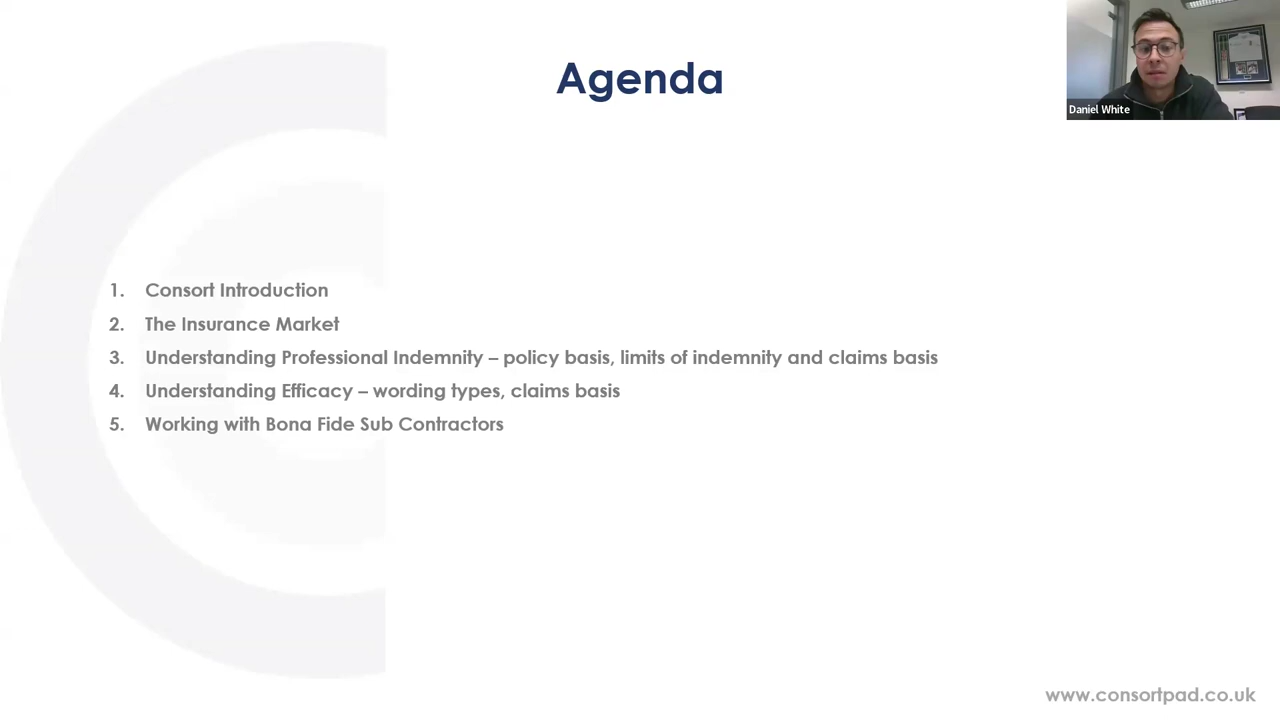 Agenda
Daniel White
1. Consort Introduction
2. The Insurance Market
3. Understanding Professional Indemnity – policy basis, limits of indemnity and claims basis
4. Understanding Efficacy – wording types, claims basis
5. Working with Bona Fide Sub Contractors
www.consortpad.co.uk